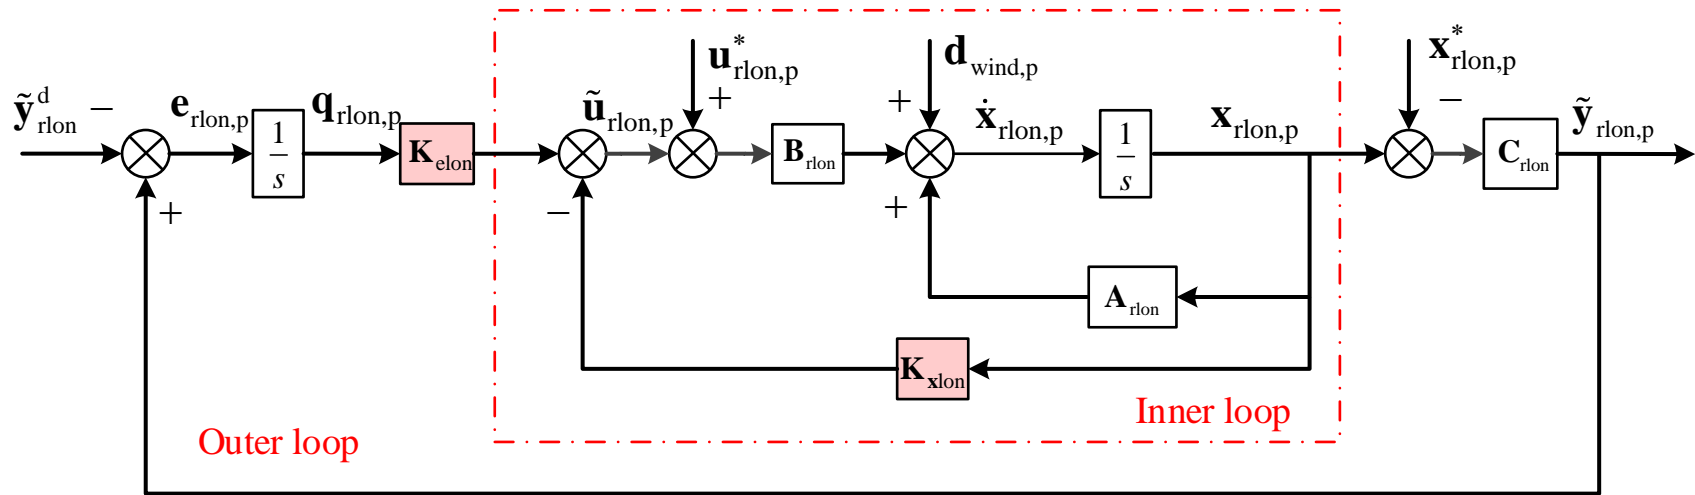 ỹ^d_rlon
−
+
e_rlon,p
1/s
q_rlon,p
K_elon
ũ_rlon,p
−
u*_rlon,p
+
B_rlon
d_wind,p
+
+
ẋ_rlon,p
1/s
x_rlon,p
A_rlon
K_xlon
x*_rlon,p
−
C_rlon
ỹ_rlon,p
Inner loop
Outer loop